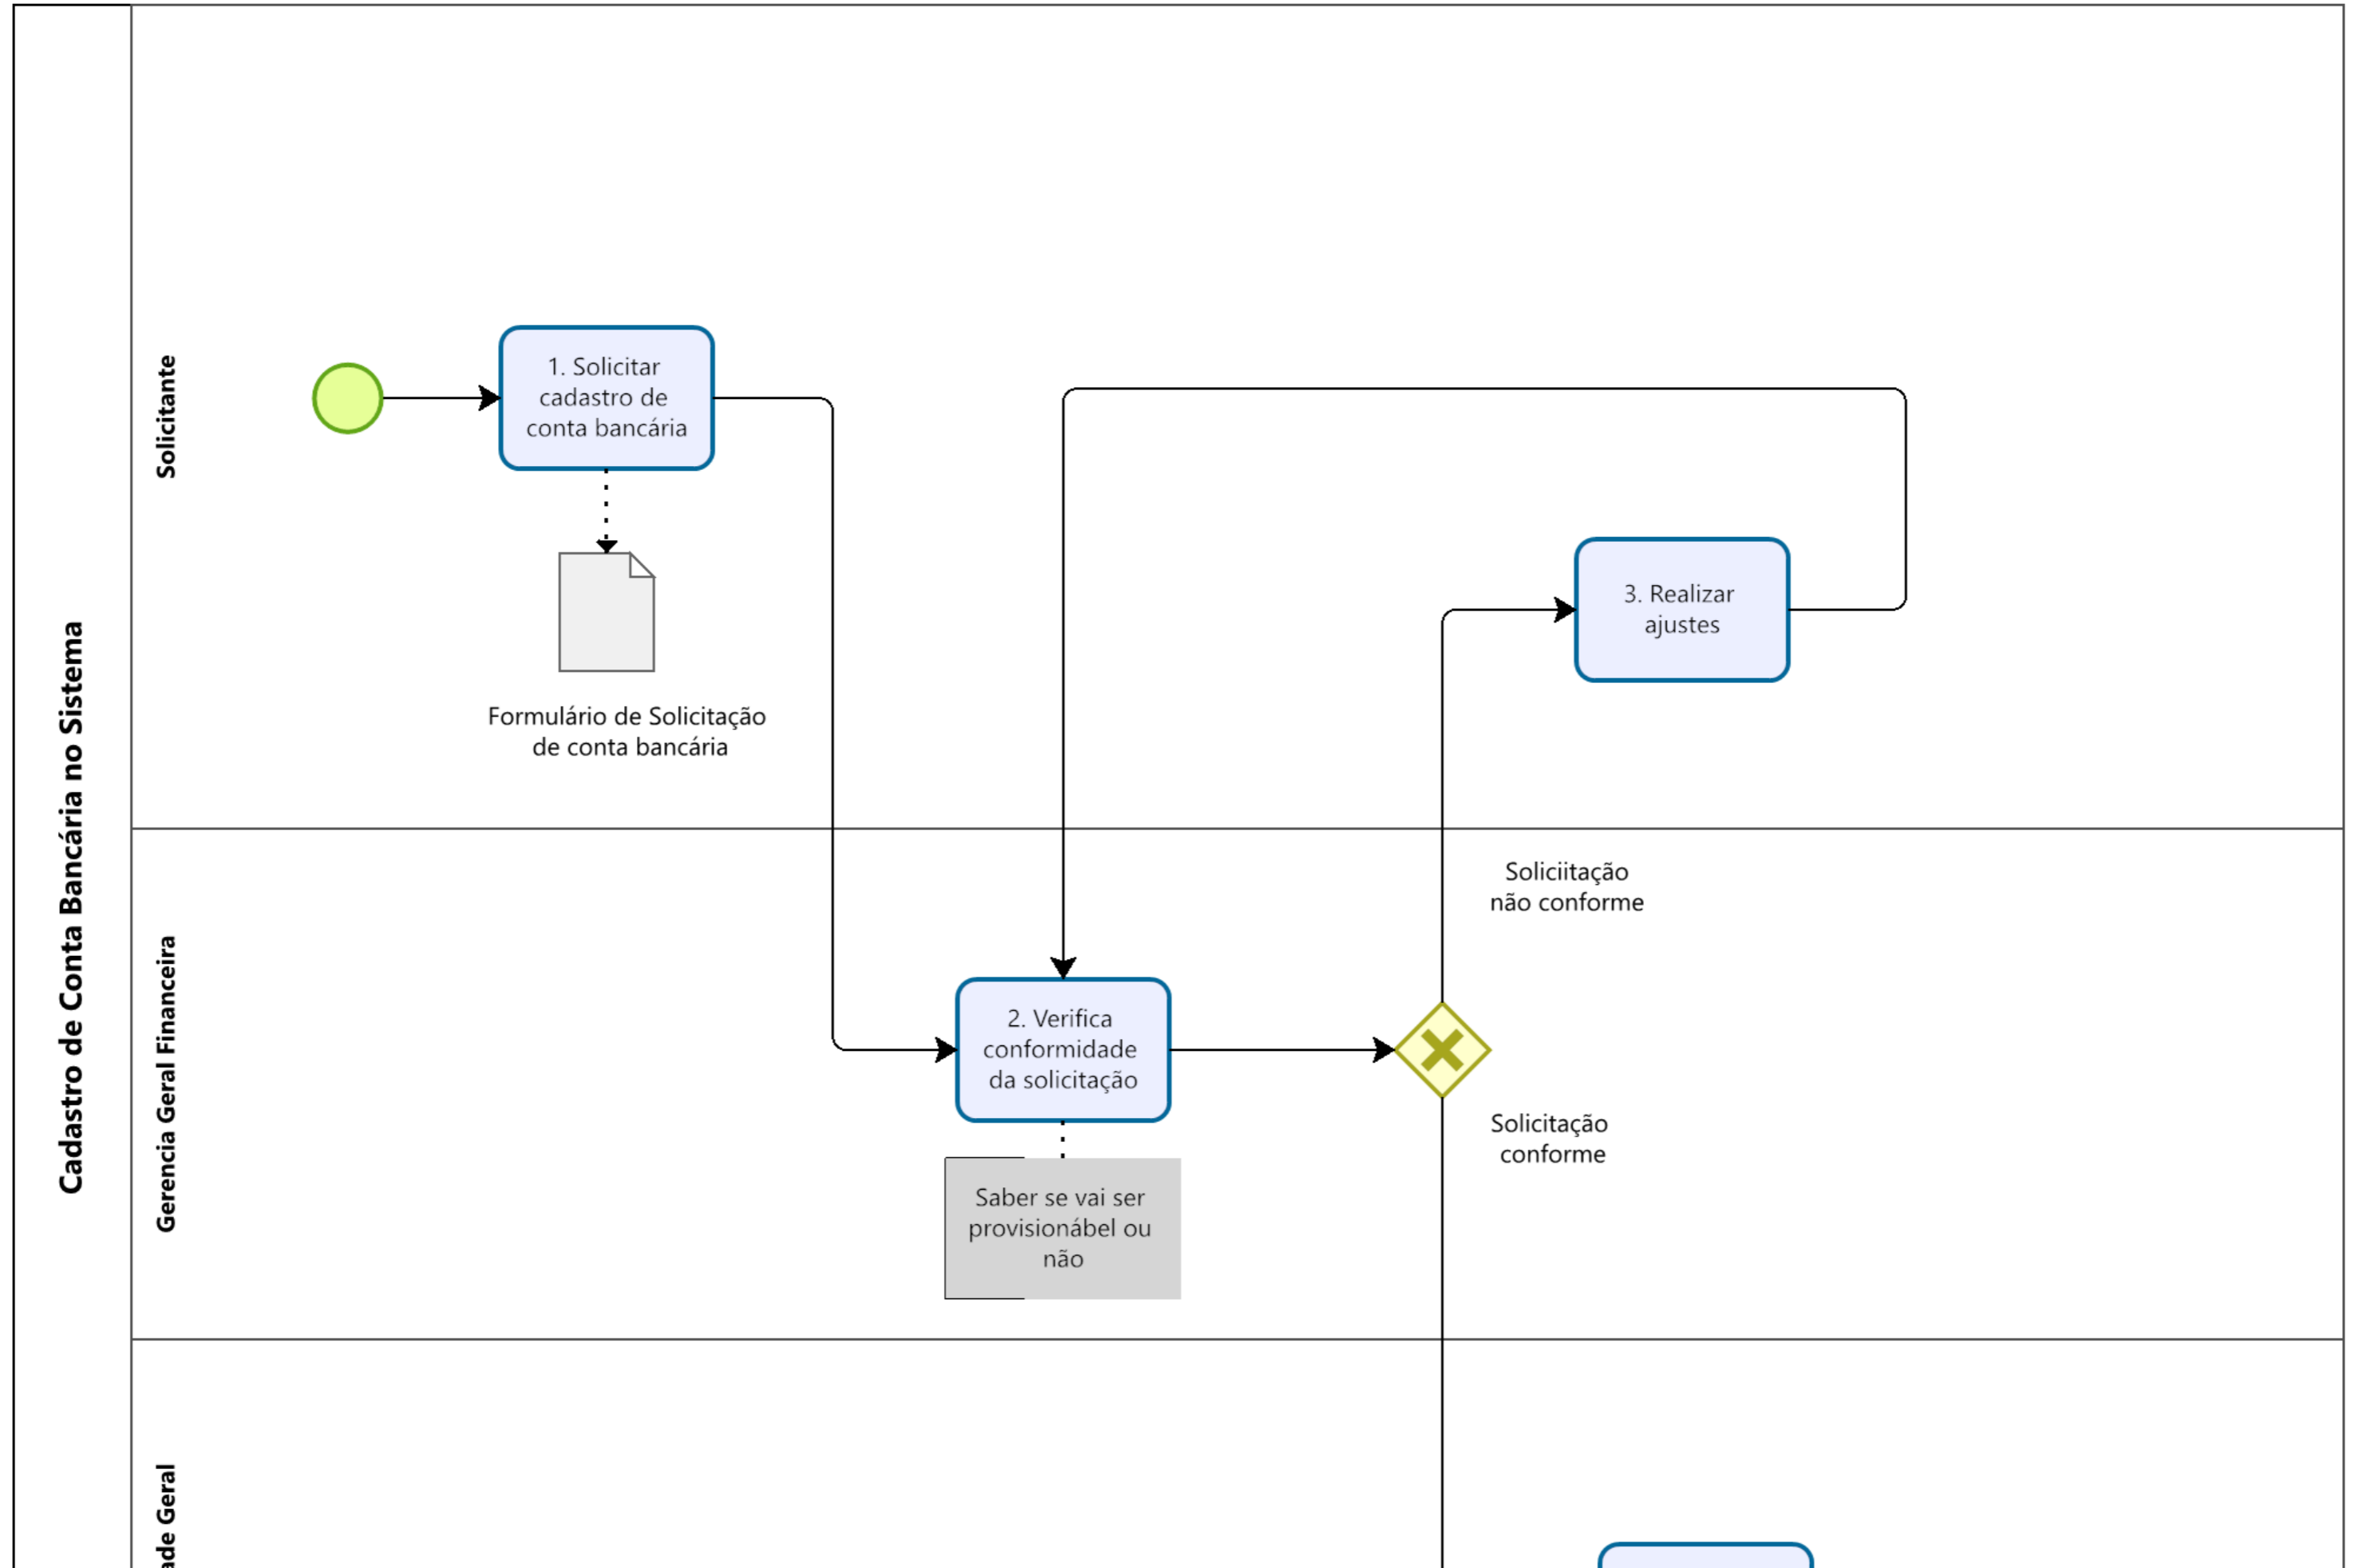 Cadastro de Conta Bancária no Sistema
Solicitante
1. Solicitar
cadastro de
conta bancária
Formulário de Solicitação
de conta bancária
3. Realizar
ajustes
Gerencia Geral Financeira
2. Verifica
conformidade
da solicitação
Saber se vai ser
provisionábel ou
não
Soliciitação
não conforme
Solicitação
conforme
Geral